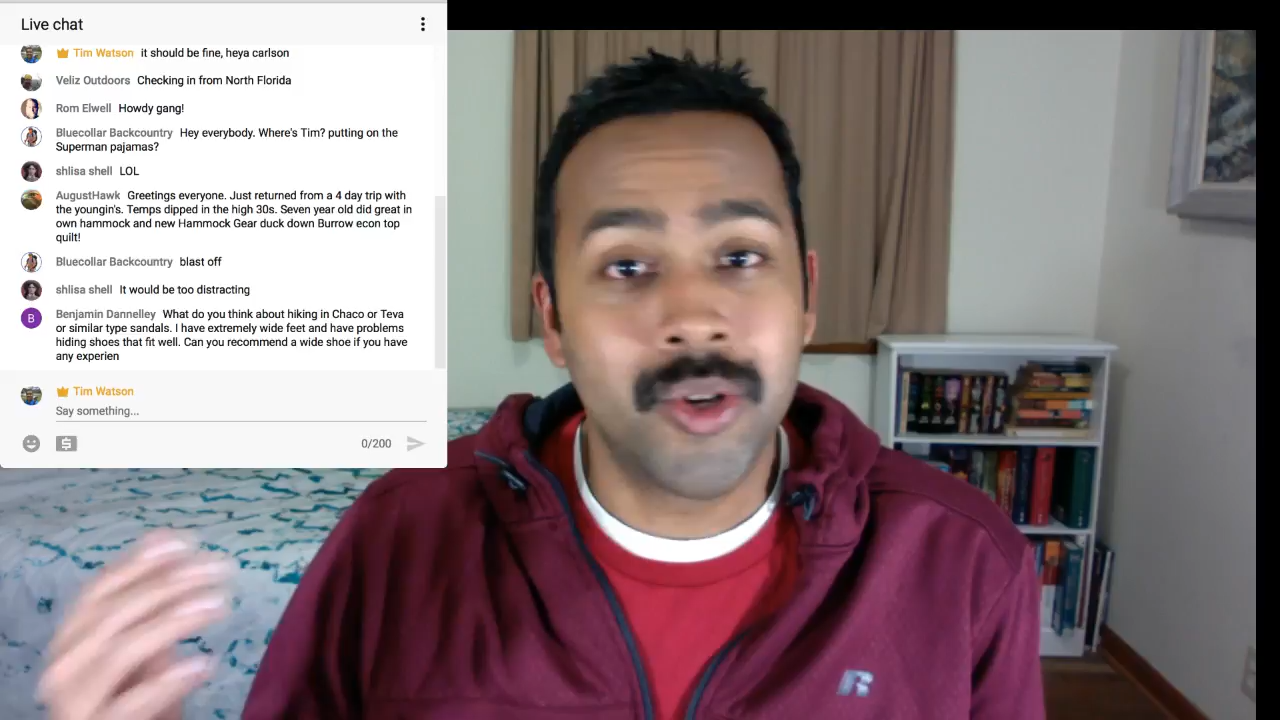 Live chat
Tim Watson it should be fine, heya carlson
Veliz Outdoors Checking in from North Florida
Rom Elwell Howdy gang!
Bluecollar Backcountry Hey everybody. Where's Tim? putting on the
Superman pajamas?
shlisa shell LOL
AugustHawk Greetings everyone. Just returned from a 4 day trip with
the youngin's. Temps dipped in the high 30s. Seven year old did great in
own hammock and new Hammock Gear duck down Burrow econ top
quilt!
Bluecollar Backcountry blast off
shlisa shell It would be too distracting
B
Benjamin Dannelley What do you think about hiking in Chaco or Teva
or similar type sandals. I have extremely wide feet and have problems
hiding shoes that fit well. Can you recommend a wide shoe if you have
any experien
Tim Watson
Say something...
0/200
R